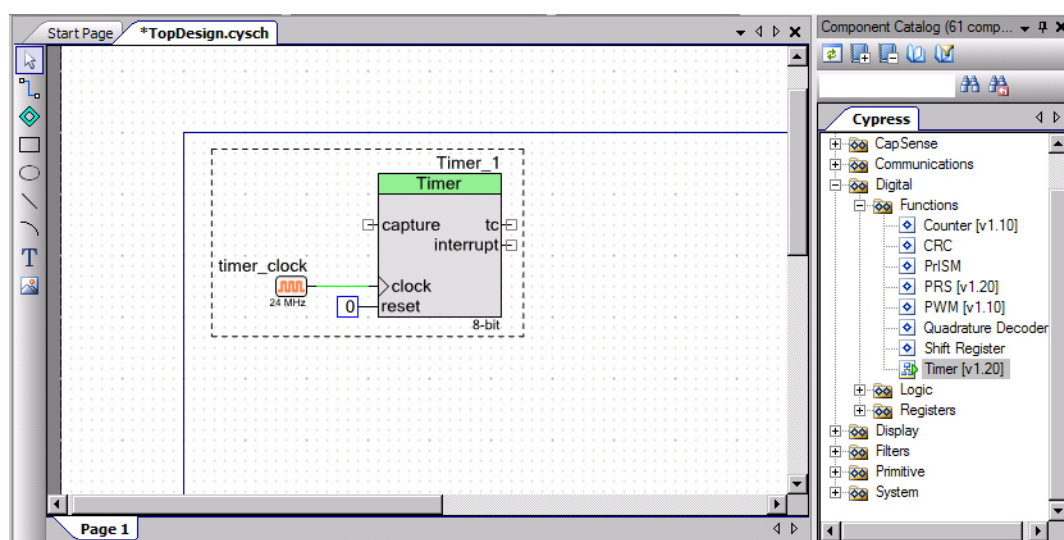 Start Page
*TopDesign.cysch
Component Catalog (61 comp...
T
Timer_1
Timer
capture
tc
interrupt
timer_clock
24 MHz
clock
0
reset
8-bit
Page 1
Cypress
CapSense
Communications
Digital
Functions
Counter [v1.10]
CRC
PrISM
PRS [v1.20]
PWM [v1.10]
Quadrature Decoder
Shift Register
Timer [v1.20]
Logic
Registers
Display
Filters
Primitive
System